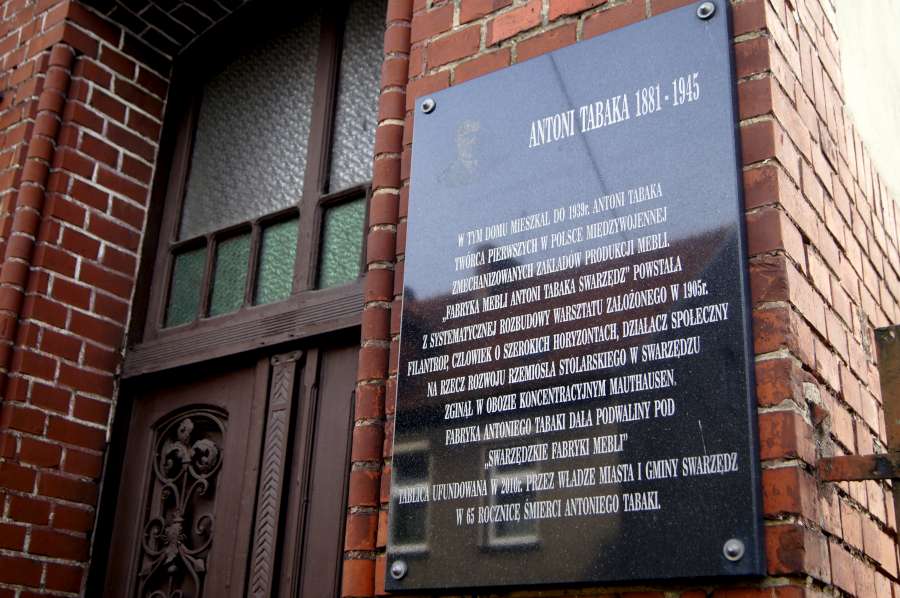 ANTONI TABAKA 1881 - 1945
W TYM DOMU MIESZKAŁ DO 1939r. ANTONI TABAKA
TWÓRCA PIERWSZYCH W POLSCE MIĘDZYWOJENNEJ
ZMECHANIZOWANYCH ZAKŁADÓW PRODUKCJI MEBLI.
„FABRYKA MEBLI ANTONI TABAKA SWARZĘDZ” POWSTAŁA
Z SYSTEMATYCZNEJ ROZBUDOWY WARSZTATU ZAŁOŻONEGO W 1905r.
FILANTROP, CZŁOWIEK O SZEROKICH HORYZONTACH, DZIAŁACZ SPOŁECZNY
NA RZECZ ROZWOJU RZEMIOSŁA STOLARSKIEGO W SWARZĘDZU
ZGINĄŁ W OBOZIE KONCENTRACYJNYM MAUTHAUSEN.
FABRYKA ANTONIEGO TABAKI DAŁA PODWALINY POD
„SWARZĘDZKIE FABRYKI MEBLI”
TABLICA UFUNDOWANA W 2010r. PRZEZ WŁADZE MIASTA I GMINY SWARZĘDZ
W 65 ROCZNICĘ ŚMIERCI ANTONIEGO TABAKI.